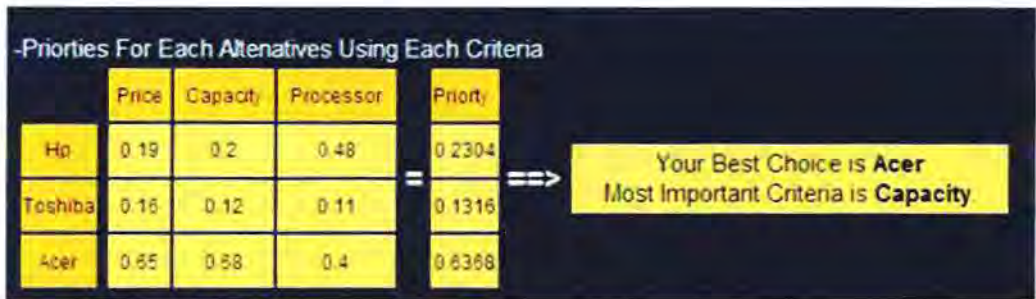 -Priorties For Each Altenatives Using Each Criteria
Price Capacity Processor Priorty
Hp 0.19 0.2 0.48 0.2304
Toshiba 0.16 0.12 0.11 0.1316
Acer 0.65 0.68 0.4 0.6368
= ==>
Your Best Choice is Acer
Most Important Criteria is Capacity